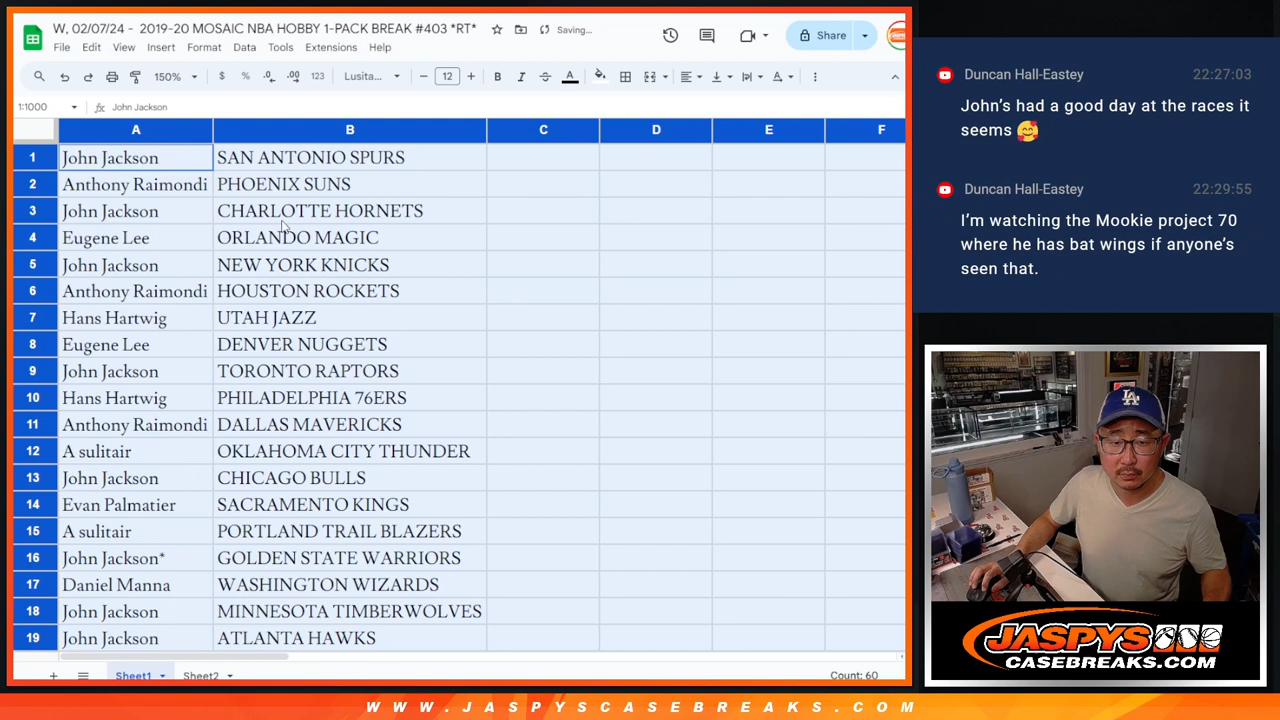 W, 02/07/24 - 2019-20 MOSAIC NBA HOBBY 1-PACK BREAK #403 *RT*
Saving...
File Edit View Insert Format Data Tools Extensions Help
Share
150% $ % .0 .00 123 Lusita... 12 B I A
1:1000 fx John Jackson
A B C D E F
1 John Jackson SAN ANTONIO SPURS
2 Anthony Raimondi PHOENIX SUNS
3 John Jackson CHARLOTTE HORNETS
4 Eugene Lee ORLANDO MAGIC
5 John Jackson NEW YORK KNICKS
6 Anthony Raimondi HOUSTON ROCKETS
7 Hans Hartwig UTAH JAZZ
8 Eugene Lee DENVER NUGGETS
9 John Jackson TORONTO RAPTORS
10 Hans Hartwig PHILADELPHIA 76ERS
11 Anthony Raimondi DALLAS MAVERICKS
12 A sulitair OKLAHOMA CITY THUNDER
13 John Jackson CHICAGO BULLS
14 Evan Palmatier SACRAMENTO KINGS
15 A sulitair PORTLAND TRAIL BLAZERS
16 John Jackson* GOLDEN STATE WARRIORS
17 Daniel Manna WASHINGTON WIZARDS
18 John Jackson MINNESOTA TIMBERWOLVES
19 John Jackson ATLANTA HAWKS
+ Sheet1 Sheet2 Count: 60
Duncan Hall-Eastey 22:27:03
John’s had a good day at the races it
seems 🥰
Duncan Hall-Eastey 22:29:55
I’m watching the Mookie project 70
where he has bat wings if anyone’s
seen that.
LA
JASPYS
CASEBREAKS.COM
WWW.JASPYSCASEBREAKS.COM